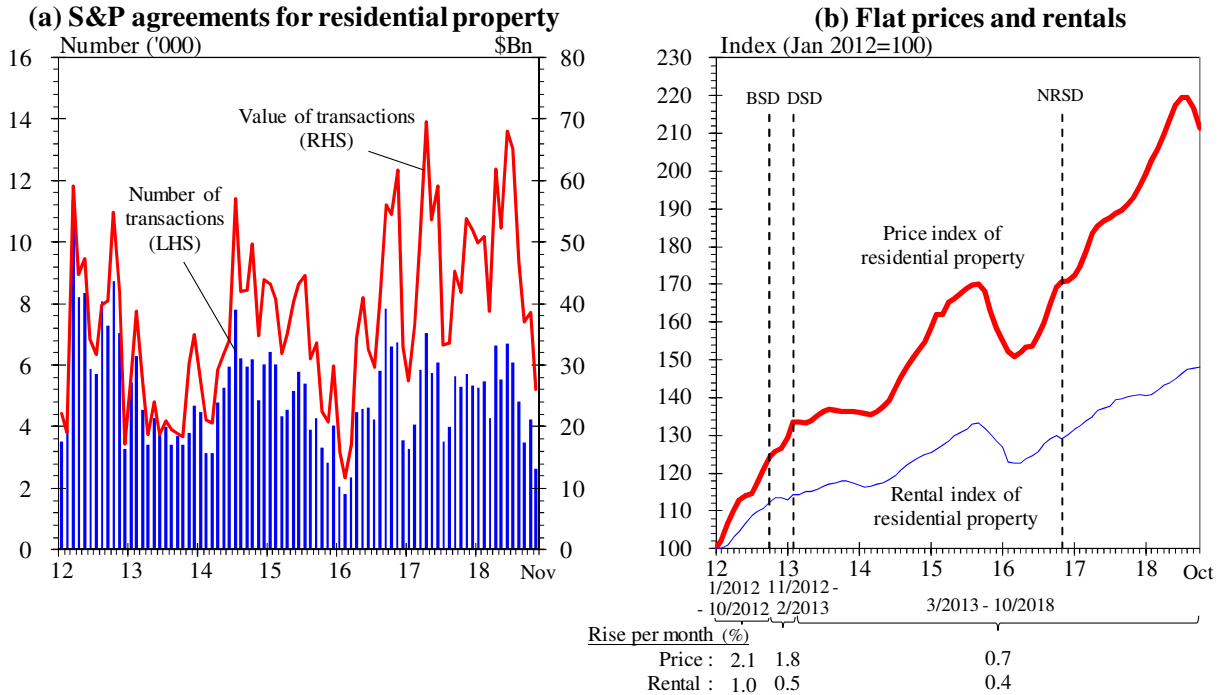 (a) S&P agreements for residential property
Number ('000)
$Bn
16
14
12
10
8
6
4
2
0
80
70
60
50
40
30
20
10
0
Value of transactions
(RHS)
Number of
transactions
(LHS)
12 13 14 15 16 17 18 Nov
(b) Flat prices and rentals
Index (Jan 2012=100)
230
220
210
200
190
180
170
160
150
140
130
120
110
100
BSD DSD
NRSD
Price index of
residential property
Rental index of
residential property
12 13 14 15 16 17 18 Oct
1/2012
- 10/2012
11/2012 -
2/2013
3/2013 - 10/2018
Rise per month (%)
Price : 2.1 1.8 0.7
Rental : 1.0 0.5 0.4